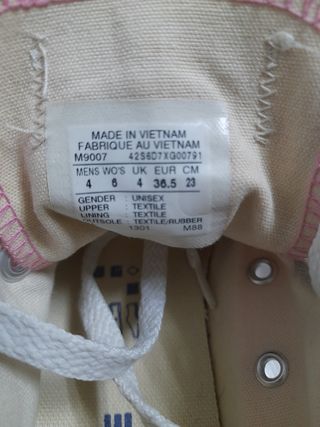 MADE IN VIETNAM
FABRIQUE AU VIETNAM
M9007 42S6D7XG00791
MENS WO'S UK EUR CM
4 6 4 36.5 23
GENDER : UNISEX
UPPER : TEXTILE
LINING : TEXTILE
OUTSOLE : TEXTILE/RUBBER
1301 M88